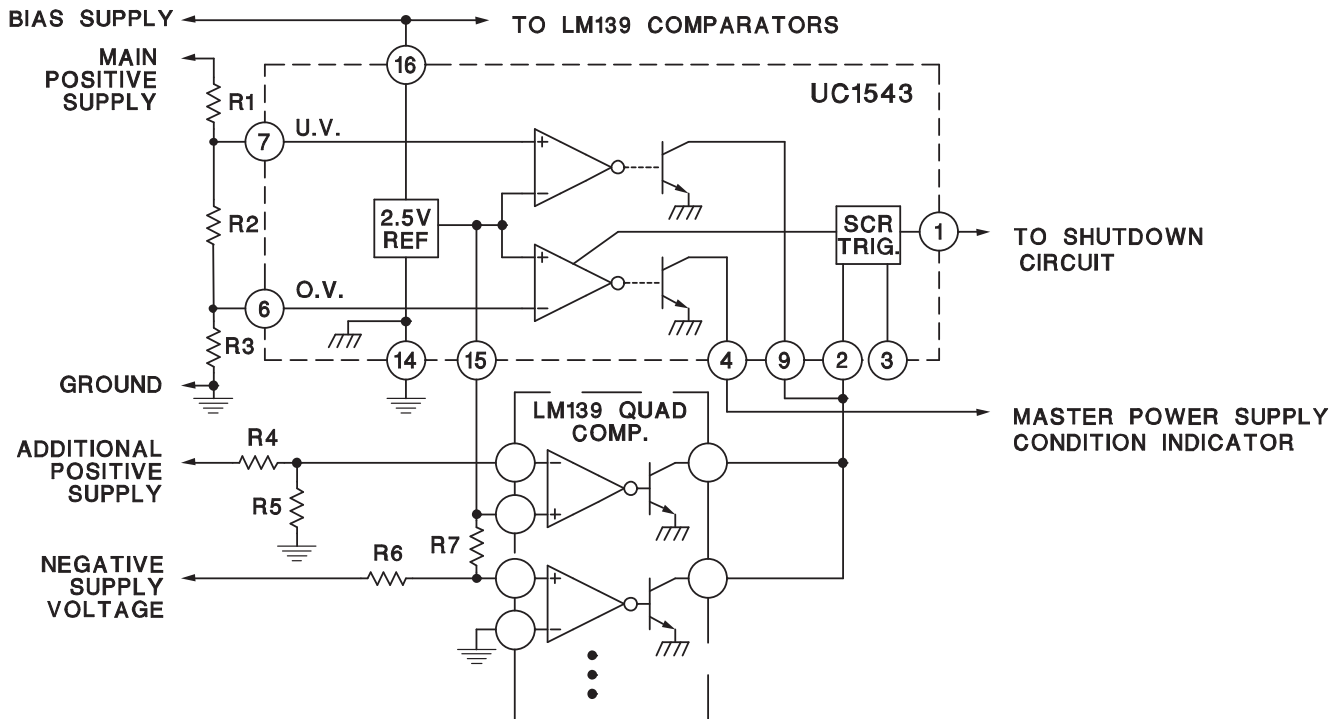 BIAS SUPPLY
TO LM139 COMPARATORS
MAIN
POSITIVE
SUPPLY
16
UC1543
R1
7
U.V.
+
−
R2
2.5V
REF
SCR
TRIG.
1
TO SHUTDOWN
CIRCUIT
+
−
6
O.V.
R3
14
15
4
9
2
3
GROUND
LM139 QUAD
COMP.
MASTER POWER SUPPLY
CONDITION INDICATOR
ADDITIONAL
POSITIVE
SUPPLY
R4
R5
−
+
R7
NEGATIVE
SUPPLY
VOLTAGE
R6
+
−